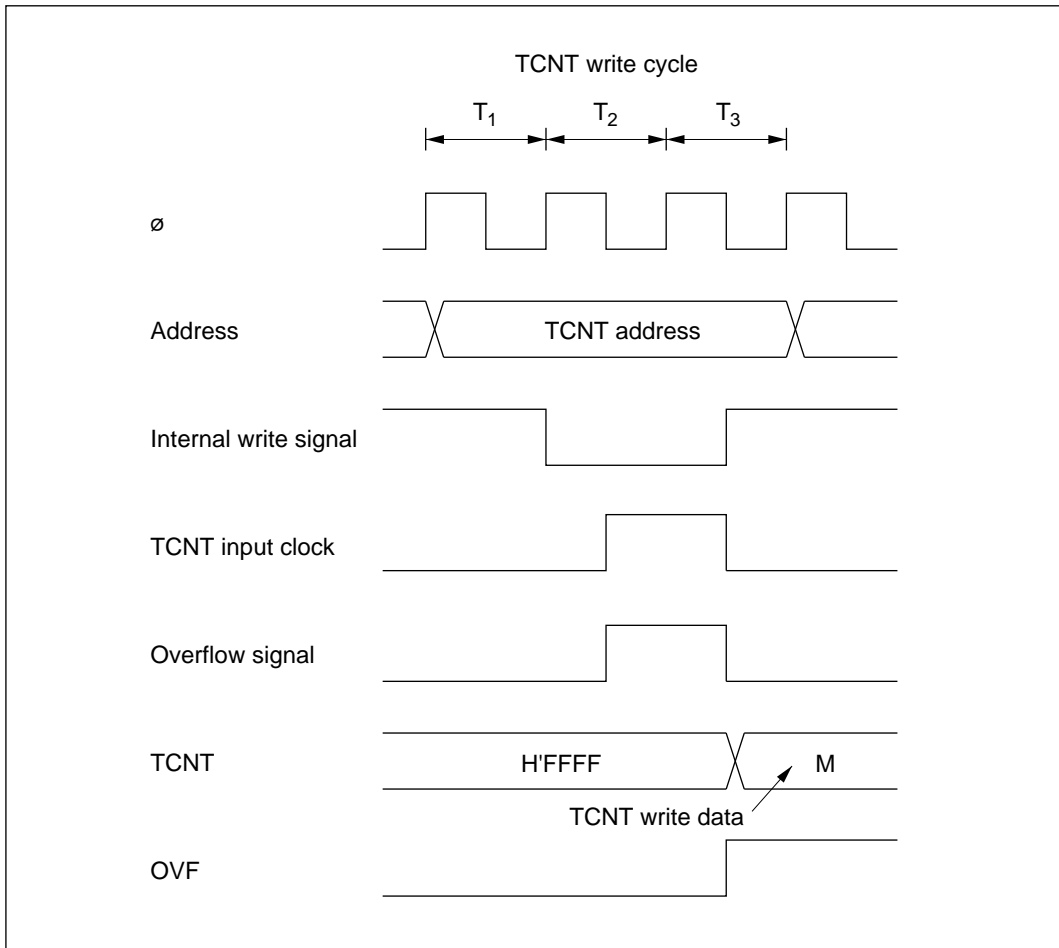 TCNT write cycle
T₁ T₂ T₃
ø
Address TCNT address
Internal write signal
TCNT input clock
Overflow signal
TCNT H'FFFF M
TCNT write data
OVF